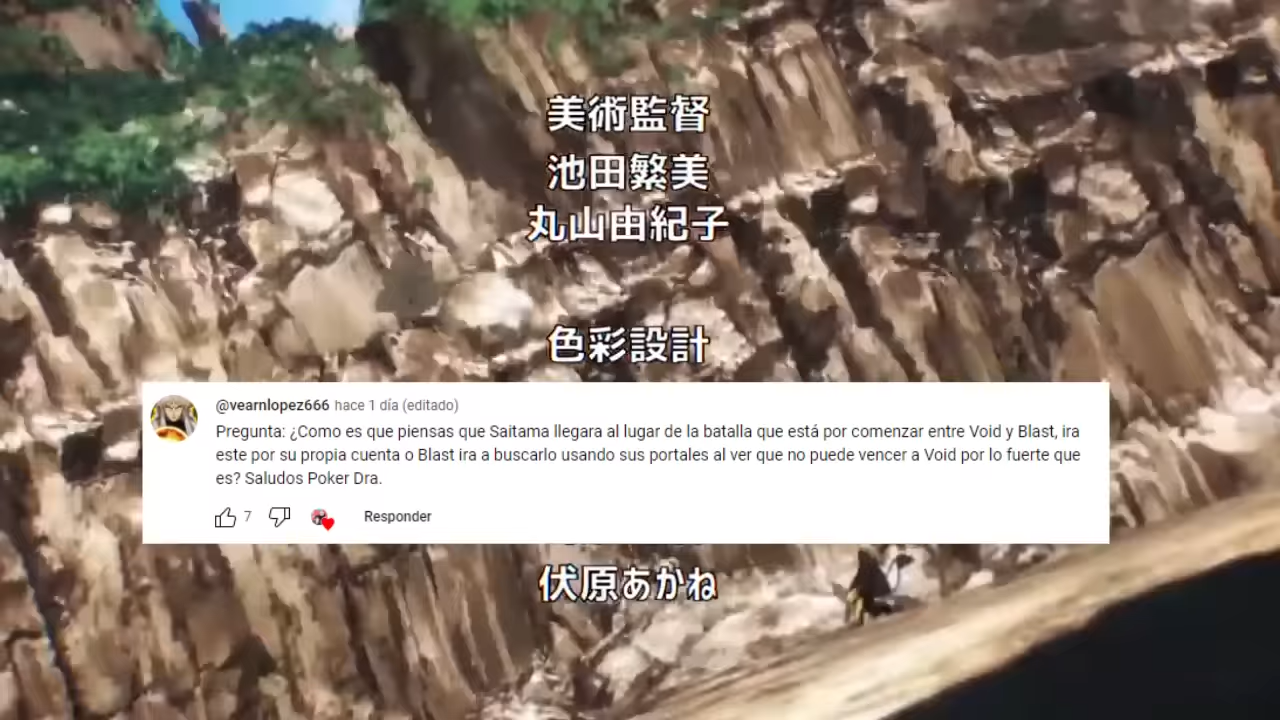 美術監督
池田繁美
丸山由紀子
色彩設計
@vearnlopez666 hace 1 día (editado)
Pregunta: ¿Como es que piensas que Saitama llegara al lugar de la batalla que está por comenzar entre Void y Blast, ira
este por su propia cuenta o Blast ira a buscarlo usando sus portales al ver que no puede vencer a Void por lo fuerte que
es? Saludos Poker Dra.
7 Responder
伏原あかね